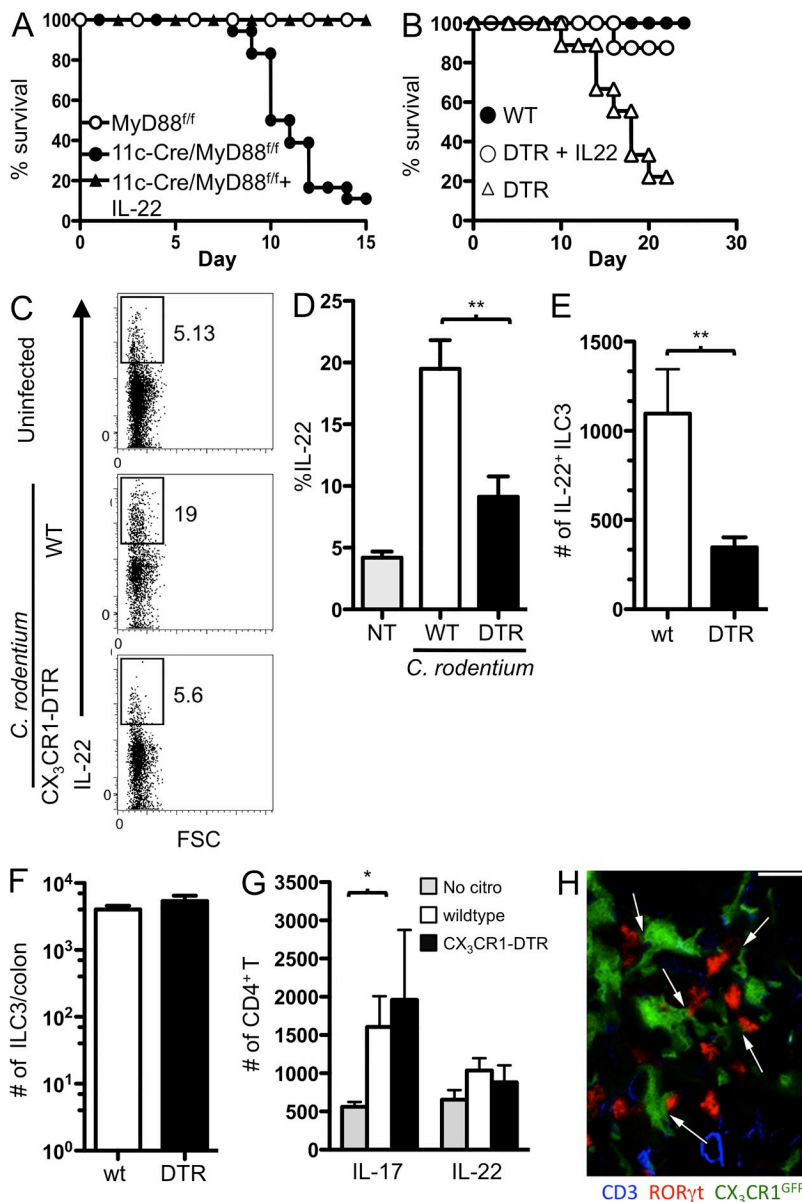 A
% survival
100
80
60
40
20
0
0 5 10 15
Day
MyD88f/f
11c-Cre/MyD88f/f
11c-Cre/MyD88f/f+
IL-22
B
% survival
100
80
60
40
20
0
0 10 20 30
Day
WT
DTR + IL22
DTR
C
Uninfected
5.13
0
0
C. rodentium
WT
19
0
0
CX3CR1-DTR
IL-22
5.6
0
0
FSC
D
**
%IL-22
25
20
15
10
5
0
NT WT DTR
C. rodentium
E
**
# of IL-22+ ILC3
1500
1000
500
0
wt DTR
F
# of ILC3/colon
10⁴
10³
10²
10¹
10⁰
wt DTR
G
*
# of CD4+ T
3500
3000
2500
2000
1500
1000
500
0
No citro
wildtype
CX3CR1-DTR
IL-17 IL-22
H
CD3 RORγt CX3CR1GFP